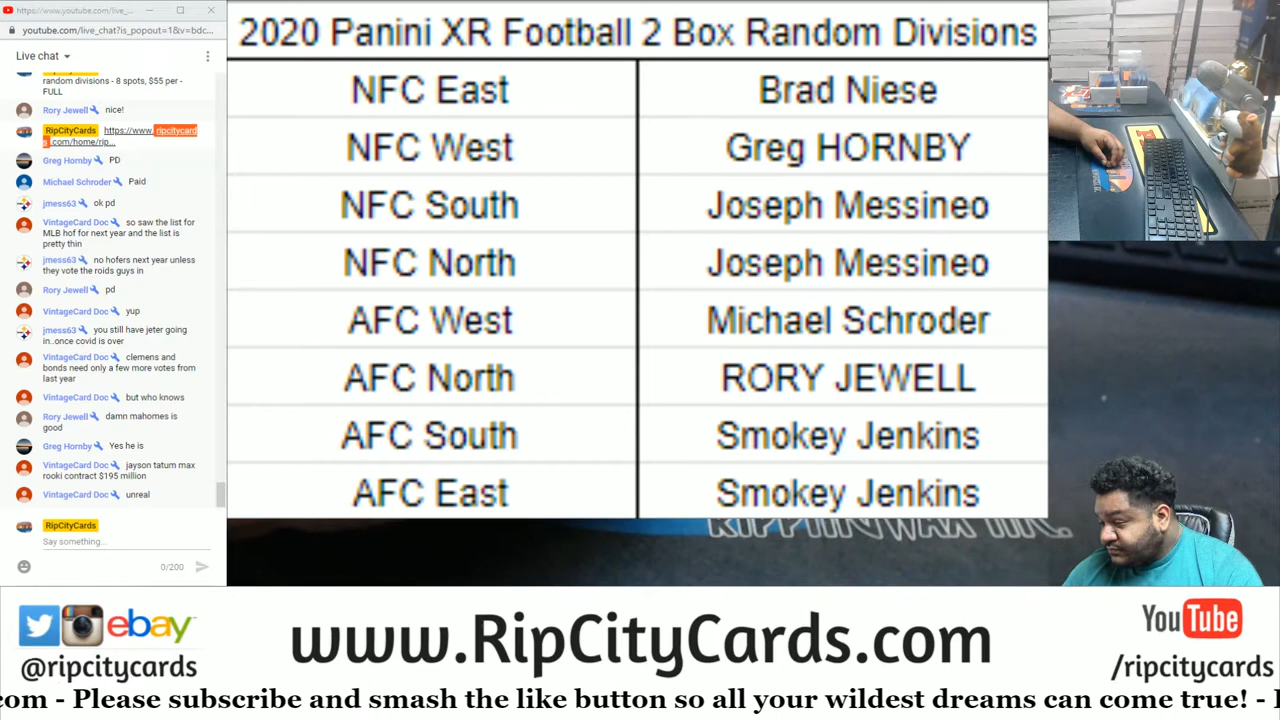 https://www.youtube.com/live_...
youtube.com/live_chat?is_popout=1&v=bdc...
Live chat
random divisions - 8 spots, $55 per -
FULL
Rory Jewell nice!
RipCityCards https://www.ripcitycard
s.com/home/rip...
Greg Hornby PD
Michael Schroder Paid
jmess63 ok pd
VintageCard Doc so saw the list for
MLB hof for next year and the list is
pretty thin
jmess63 no hofers next year unless
they vote the roids guys in
Rory Jewell pd
VintageCard Doc yup
jmess63 you still have jeter going
in..once covid is over
VintageCard Doc clemens and
bonds need only a few more votes from
last year
VintageCard Doc but who knows
Rory Jewell damn mahomes is
good
Greg Hornby Yes he is
VintageCard Doc jayson tatum max
rooki contract $195 million
VintageCard Doc unreal
RipCityCards
Say something...
0/200
2020 Panini XR Football 2 Box Random Divisions
NFC East Brad Niese
NFC West Greg HORNBY
NFC South Joseph Messineo
NFC North Joseph Messineo
AFC West Michael Schroder
AFC North RORY JEWELL
AFC South Smokey Jenkins
AFC East Smokey Jenkins
RIPPINWAX INC.
ebay
@ripcitycards
www.RipCityCards.com
YouTube
/ripcitycards
com - Please subscribe and smash the like button so all your wildest dreams can come true! -